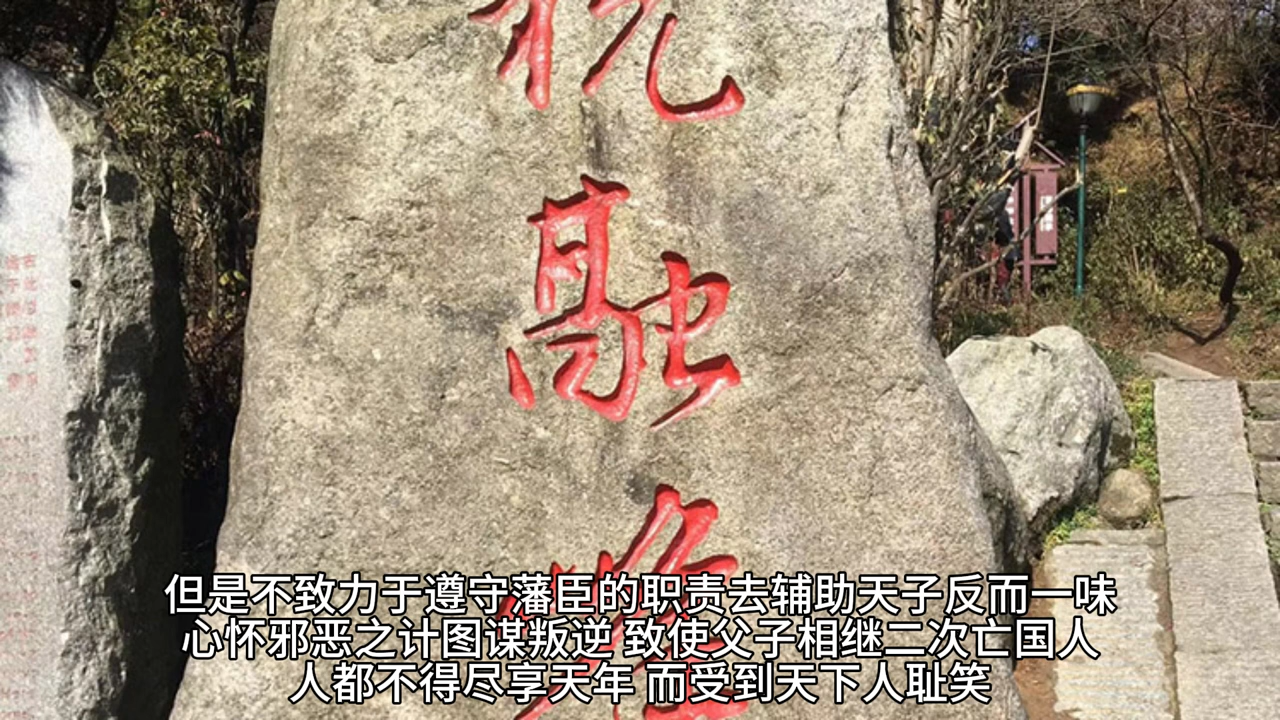 祝
融
峰
但是不致力于遵守藩臣的职责去辅助天子反而一味
心怀邪恶之计图谋叛逆 致使父子相继二次亡国人
人都不得尽享天年 而受到天下人耻笑